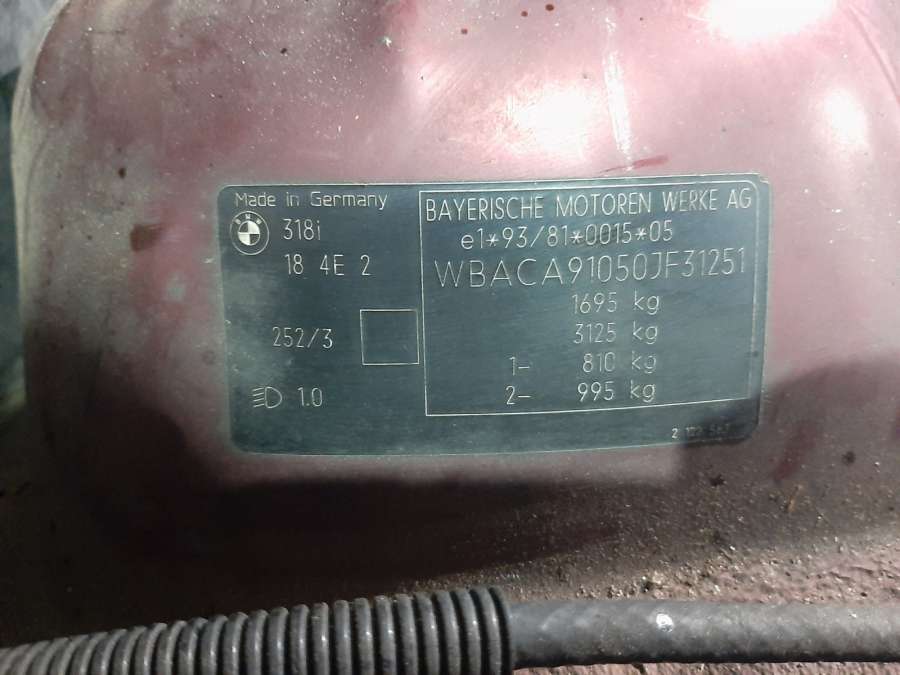 Made in Germany
BMW 318i
18 4E 2
252/3
1.0
BAYERISCHE MOTOREN WERKE AG
e1*93/81*0015*05
WBACA91050JF31251
1695 kg
3125 kg
1- 810 kg
2- 995 kg